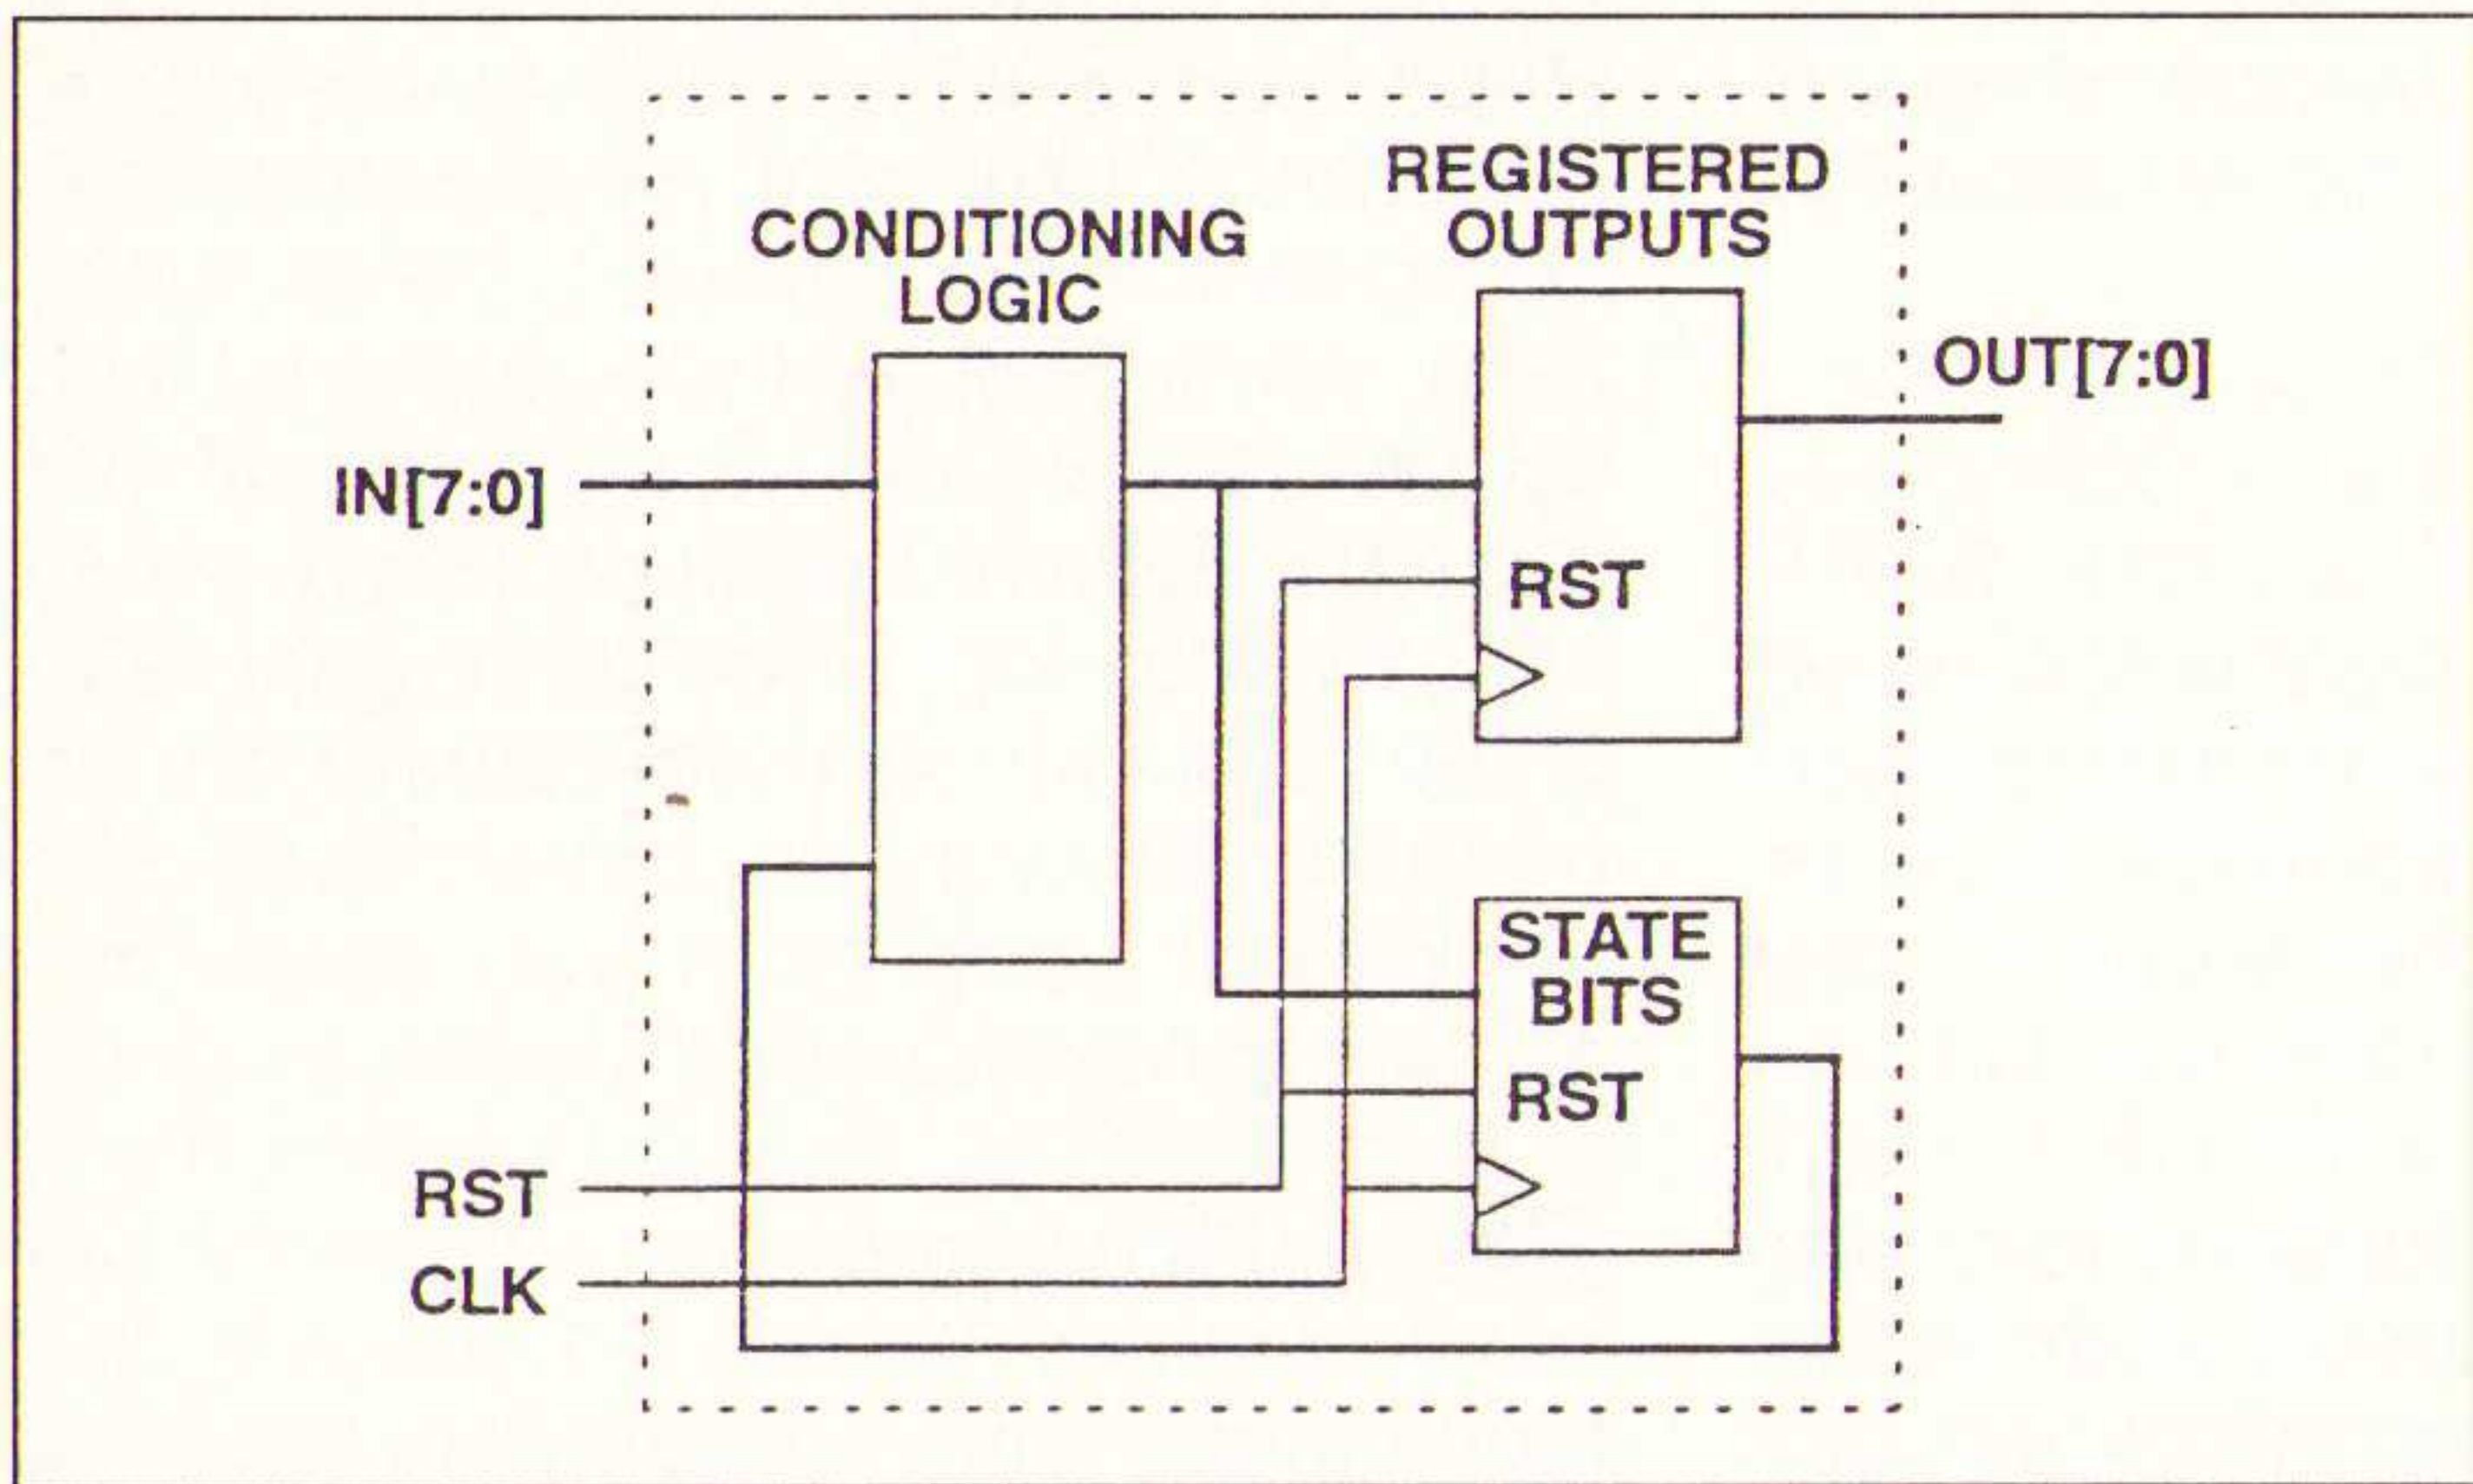 REGISTERED
OUTPUTS
CONDITIONING
LOGIC
OUT[7:0]
IN[7:0]
RST
STATE
BITS
RST
RST
CLK